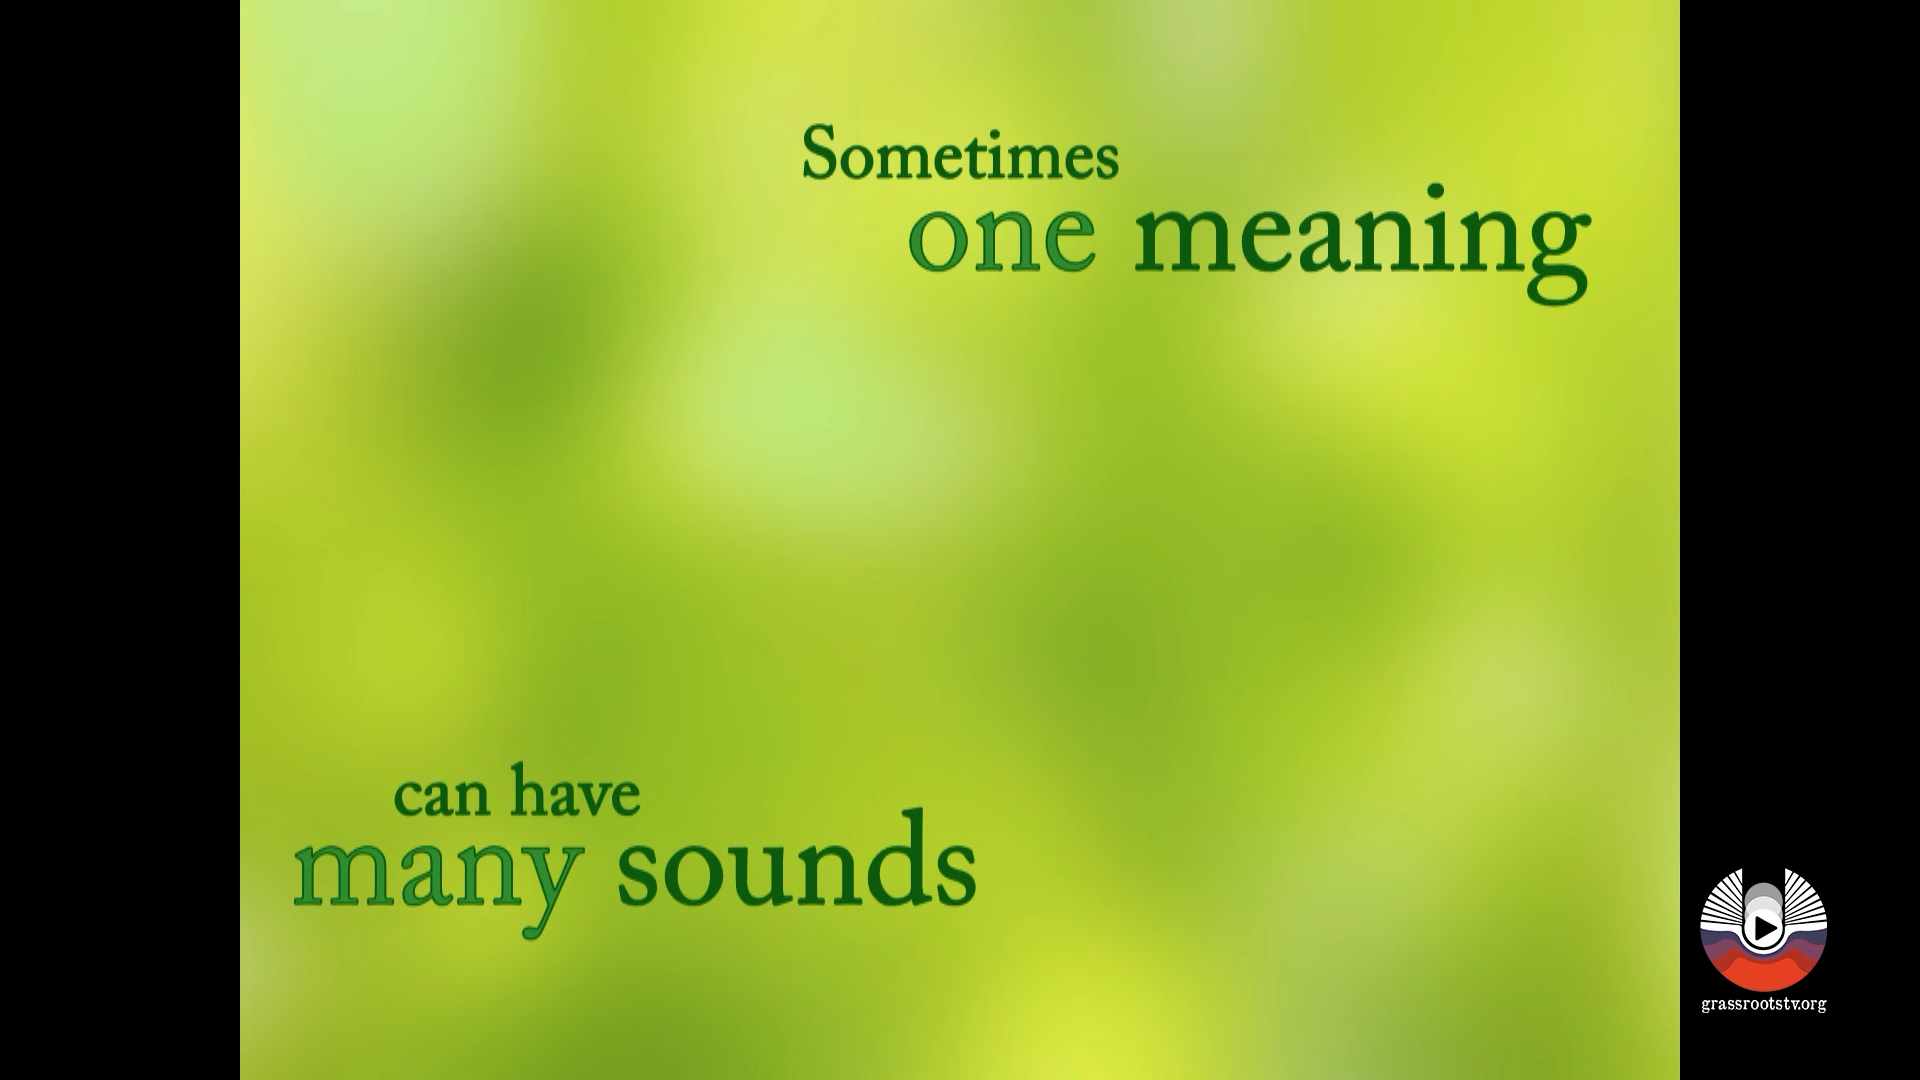 Sometimes
one meaning
can have
many sounds
grassrootstv.org